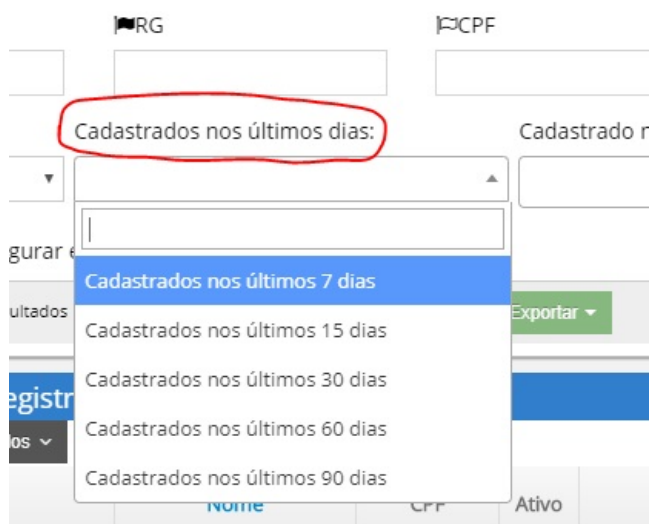 RG
CPF
Cadastrados nos últimos dias:
Cadastrado
gurar
Cadastrados nos últimos 7 dias
ultados
Exportar
Cadastrados nos últimos 15 dias
Cadastrados nos últimos 30 dias
egistr
Cadastrados nos últimos 60 dias
los
Cadastrados nos últimos 90 dias
Nome
CPF
Ativo